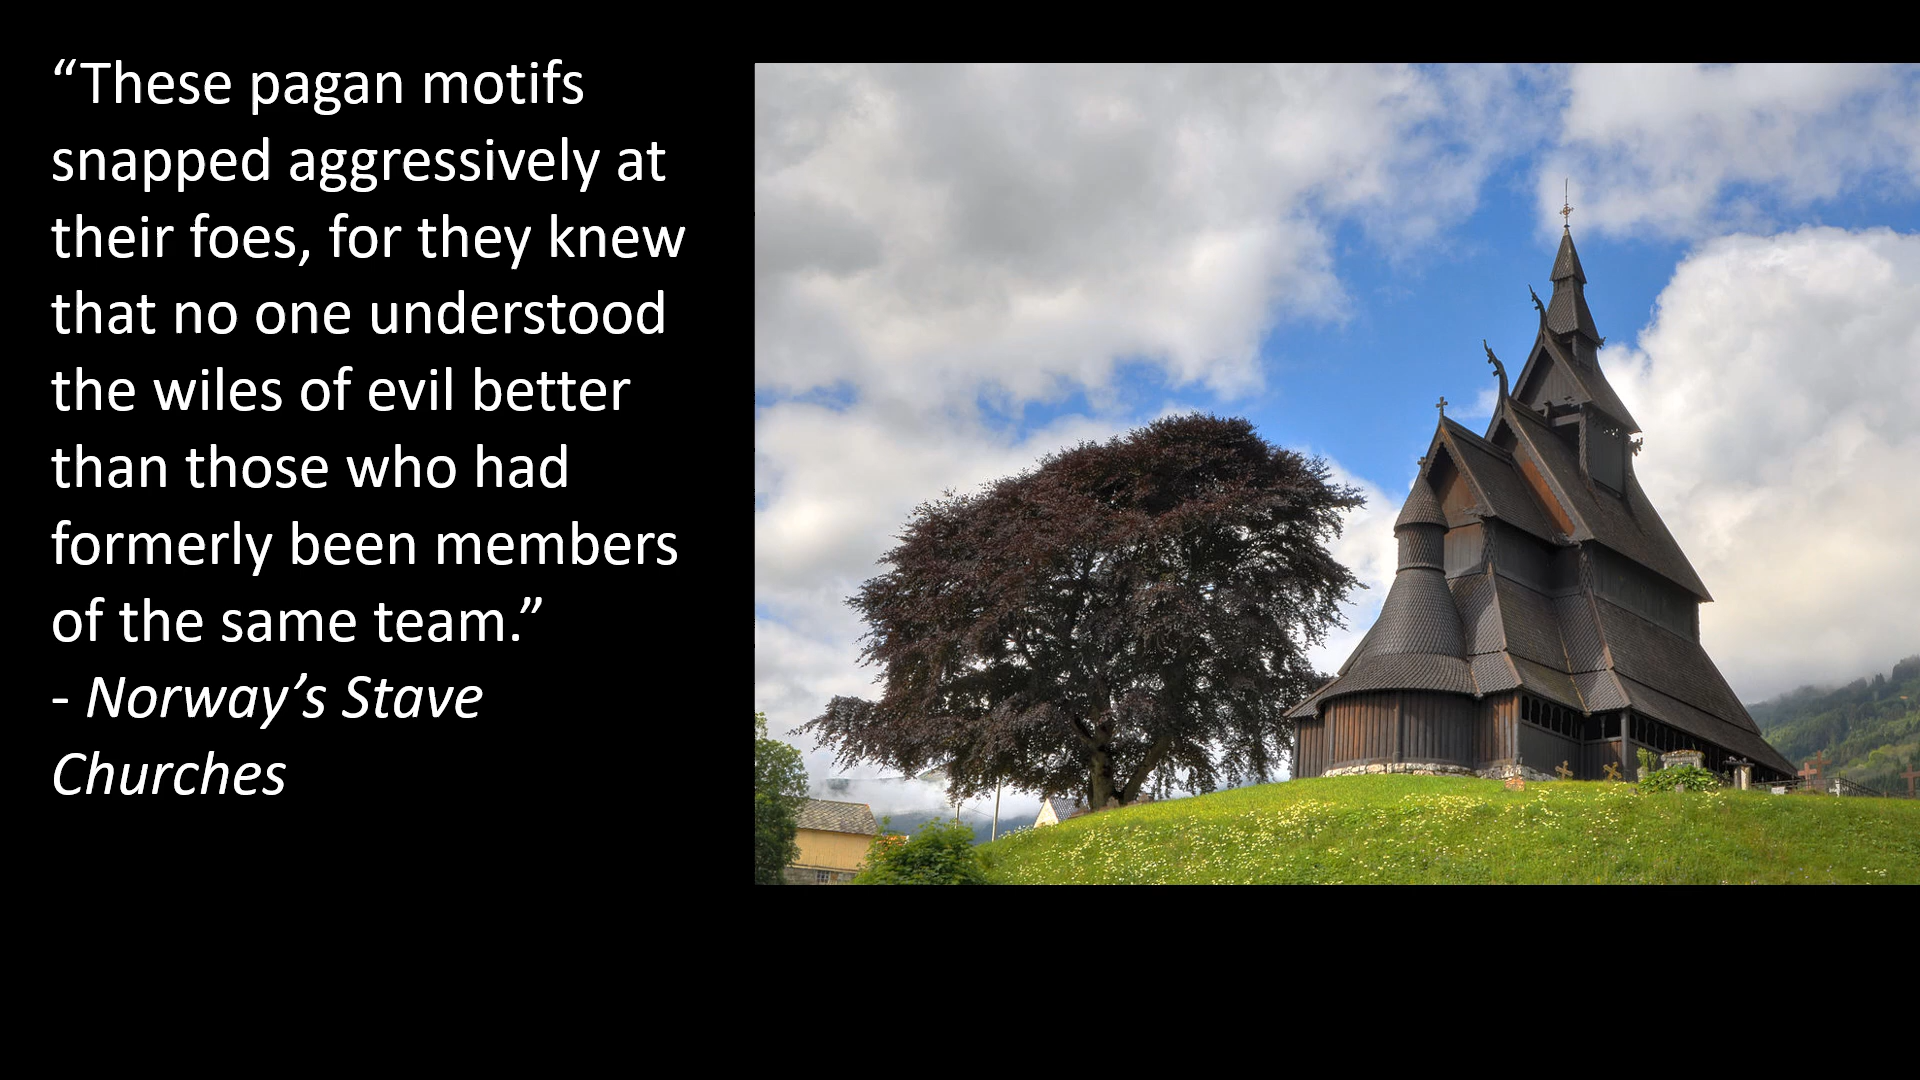 “These pagan motifs
snapped aggressively at
their foes, for they knew
that no one understood
the wiles of evil better
than those who had
formerly been members
of the same team.”
- Norway’s Stave
Churches